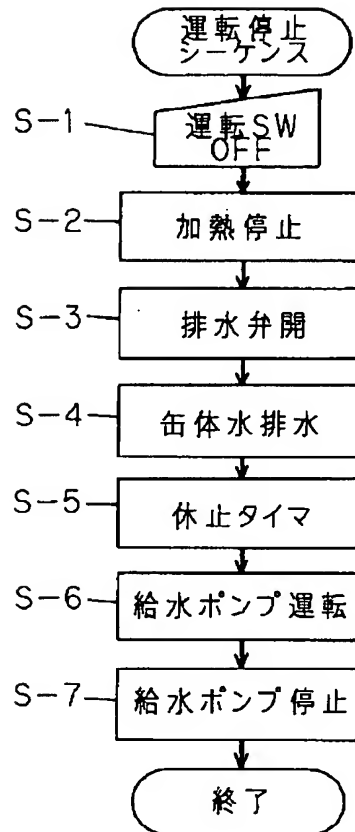 運転停止
シーケンス
S-1
運転SW
OFF
S-2
加熱停止
S-3
排水弁開
S-4
缶体水排水
S-5
休止タイマ
S-6
給水ポンプ運転
S-7
給水ポンプ停止
終了